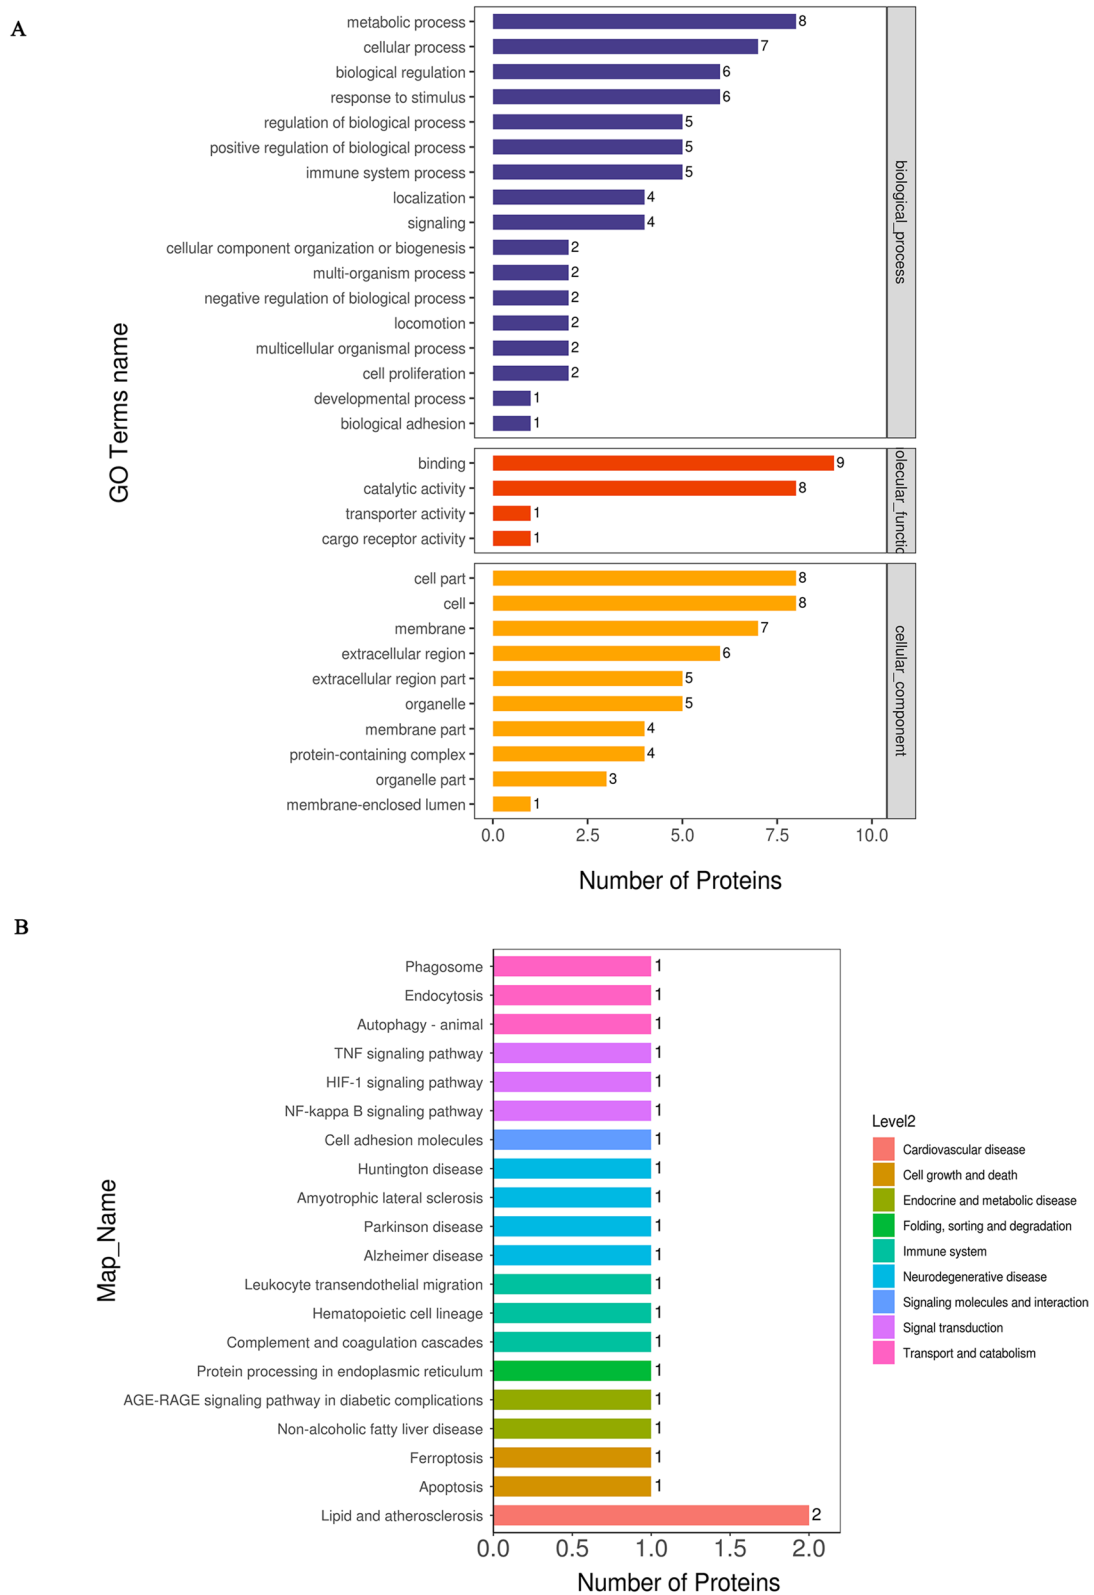 A
metabolic process 8
cellular process 7
biological regulation 6
response to stimulus 6
regulation of biological process 5
positive regulation of biological process 5
immune system process 5
localization 4
signaling 4
cellular component organization or biogenesis 2
multi-organism process 2
negative regulation of biological process 2
locomotion 2
multicellular organismal process 2
cell proliferation 2
developmental process 1
biological adhesion 1
biological_process
binding 9
catalytic activity 8
transporter activity 1
cargo receptor activity 1
olecular_functio
cell part 8
cell 8
membrane 7
extracellular region 6
extracellular region part 5
organelle 5
membrane part 4
protein-containing complex 4
organelle part 3
membrane-enclosed lumen 1
cellular_component
GO Terms name
0.0 2.5 5.0 7.5 10.0
Number of Proteins
B
Phagosome 1
Endocytosis 1
Autophagy - animal 1
TNF signaling pathway 1
HIF-1 signaling pathway 1
NF-kappa B signaling pathway 1
Cell adhesion molecules 1
Huntington disease 1
Amyotrophic lateral sclerosis 1
Parkinson disease 1
Alzheimer disease 1
Leukocyte transendothelial migration 1
Hematopoietic cell lineage 1
Complement and coagulation cascades 1
Protein processing in endoplasmic reticulum 1
AGE-RAGE signaling pathway in diabetic complications 1
Non-alcoholic fatty liver disease 1
Ferroptosis 1
Apoptosis 1
Lipid and atherosclerosis 2
Map_Name
0.0 0.5 1.0 1.5 2.0
Number of Proteins
Level2
Cardiovascular disease
Cell growth and death
Endocrine and metabolic disease
Folding, sorting and degradation
Immune system
Neurodegenerative disease
Signaling molecules and interaction
Signal transduction
Transport and catabolism